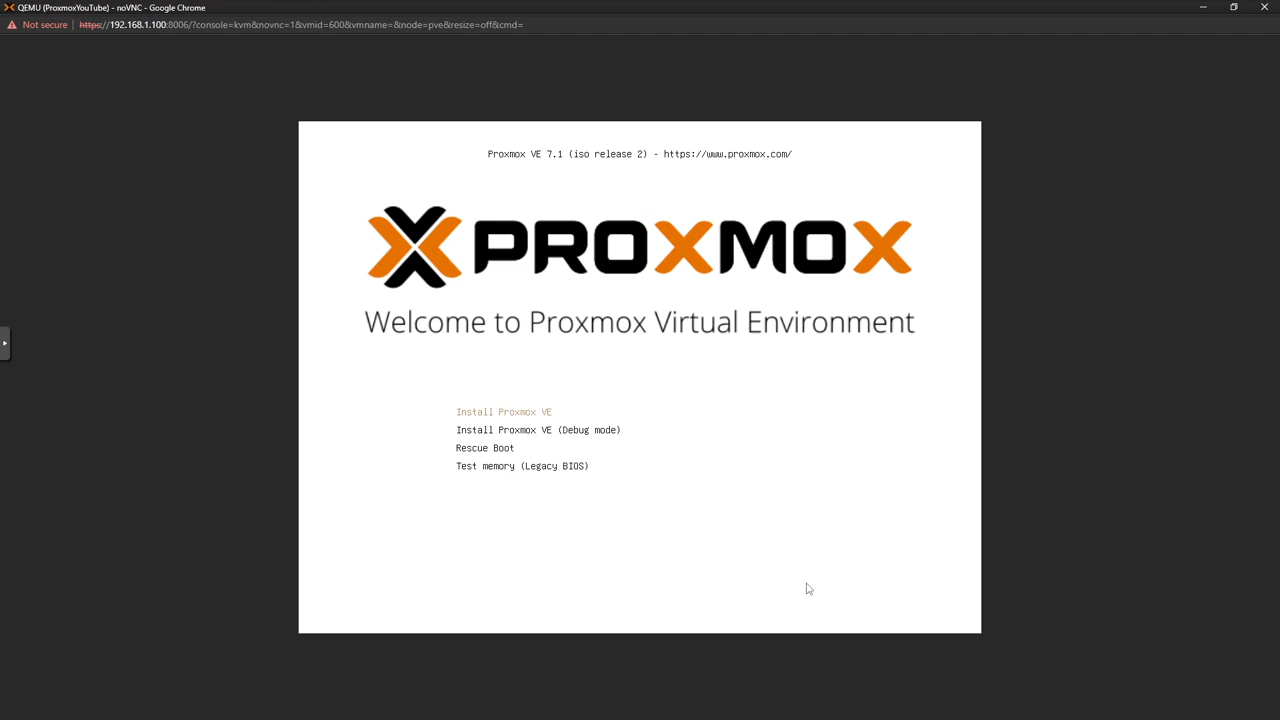 QEMU (ProxmoxYouTube) - noVNC - Google Chrome
Not secure https://192.168.1.100:8006/?console=kvm&novnc=1&vmid=600&vmname=&node=pve&resize=off&cmd=
Proxmox VE 7.1 (iso release 2) - https://www.proxmox.com/
PROXMOX
Welcome to Proxmox Virtual Environment
Install Proxmox VE
Install Proxmox VE (Debug mode)
Rescue Boot
Test memory (Legacy BIOS)